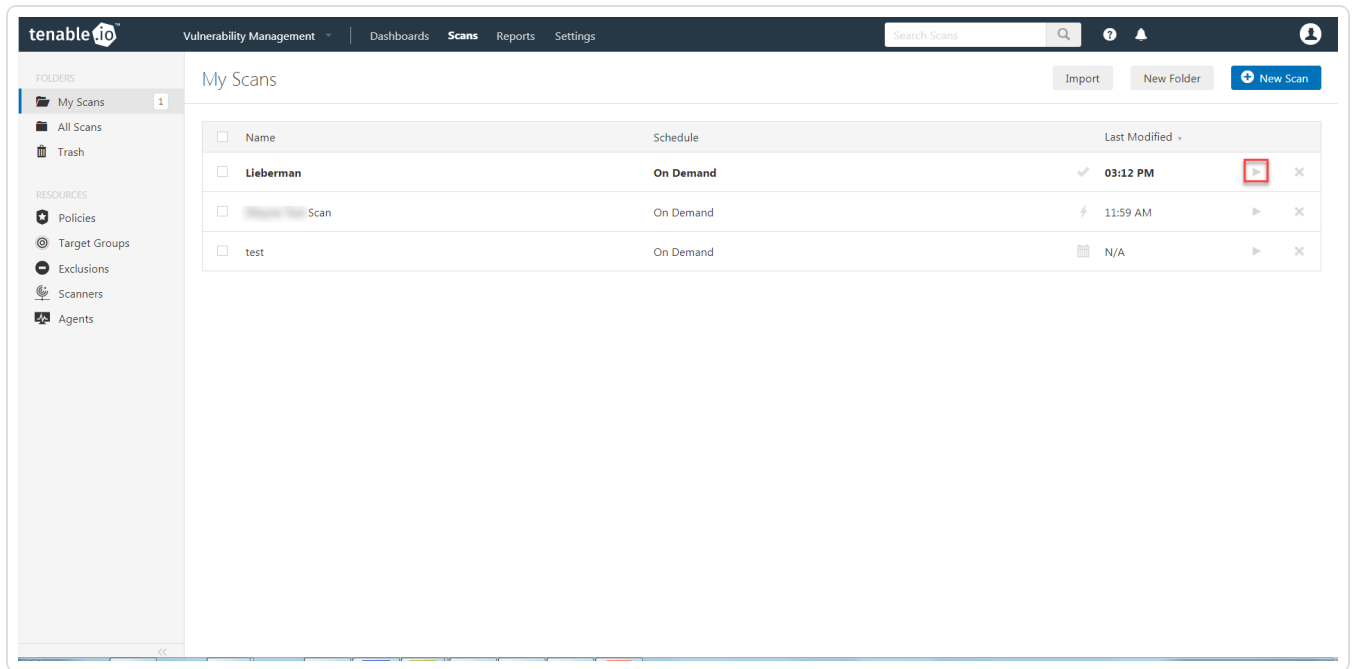 tenable.io™ Vulnerability Management Dashboards Scans Reports Settings Search Scans ?
FOLDERS
My Scans 1
All Scans
Trash
RESOURCES
Policies
Target Groups
Exclusions
Scanners
Agents
My Scans Import New Folder New Scan
Name Schedule Last Modified
Lieberman On Demand 03:12 PM
Scan On Demand 11:59 AM
test On Demand N/A